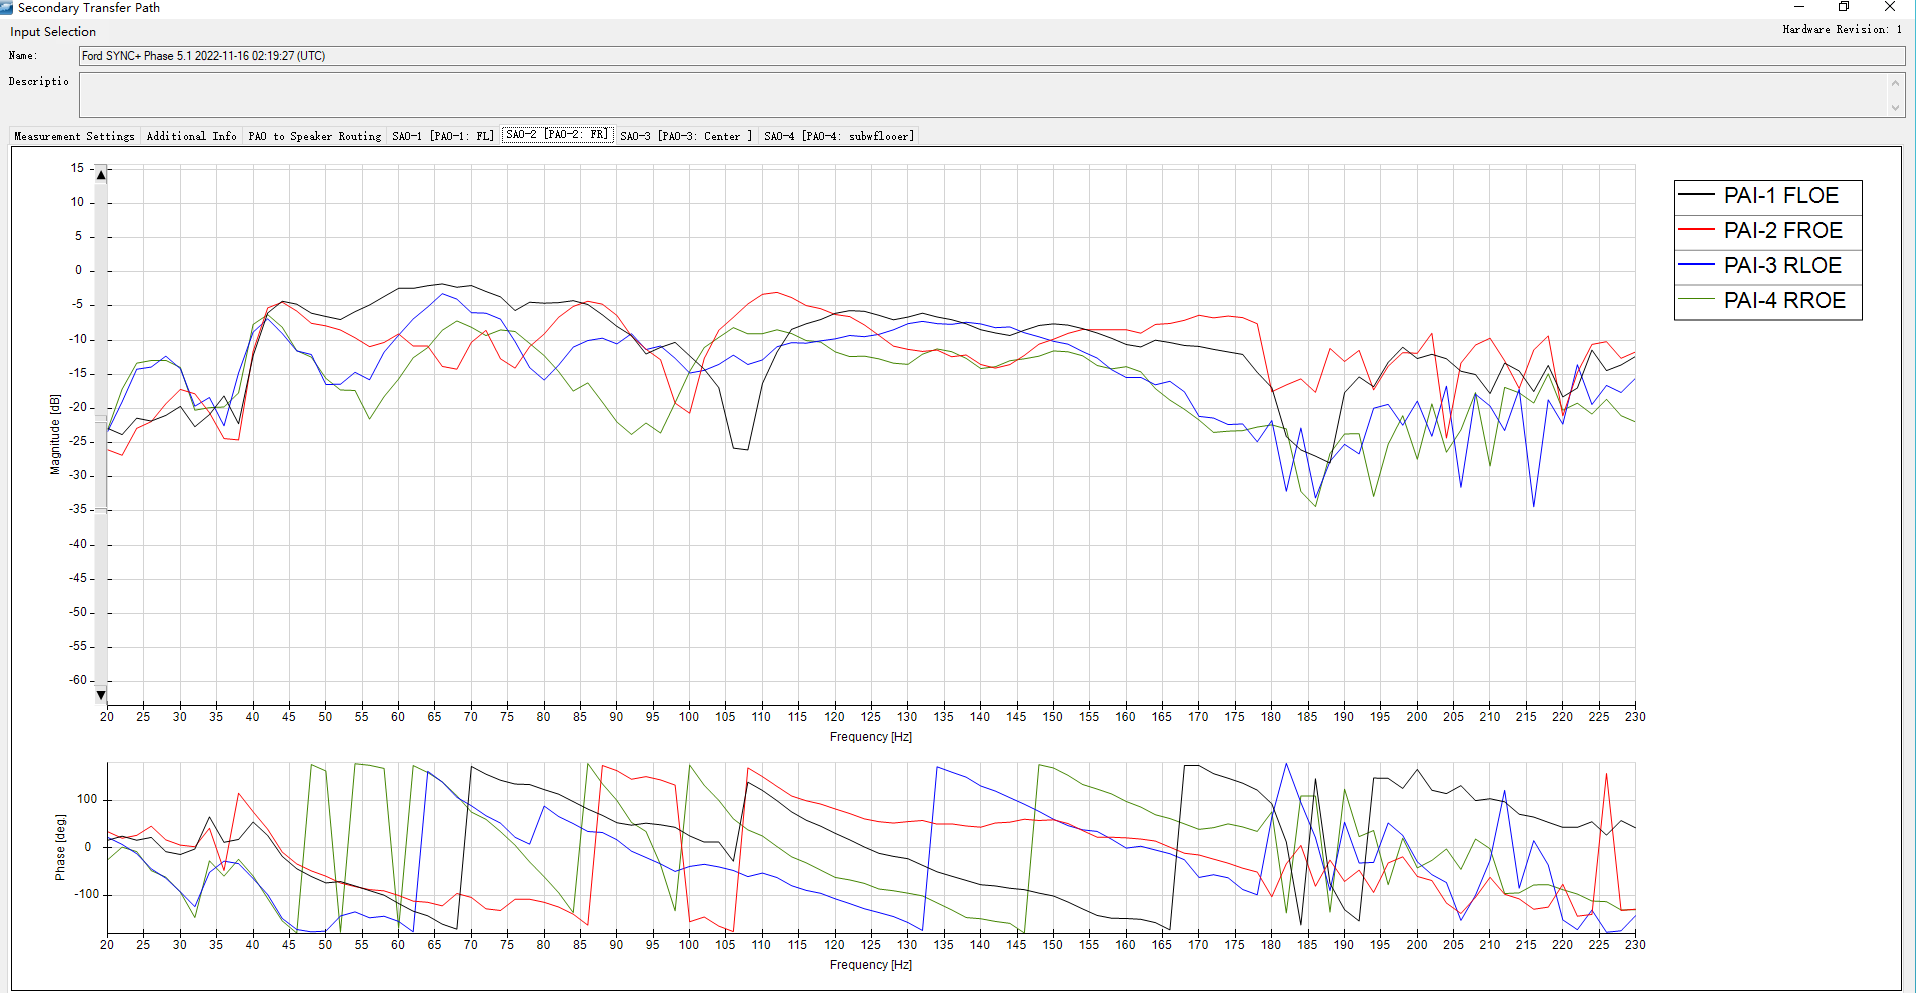 Secondary Transfer Path
Input Selection
Hardware Revision: 1
Name:
Ford SYNC+ Phase 5.1 2022-11-16 02:19:27 (UTC)
Descriptio
Measurement Settings Additional Info PAO to Speaker Routing SAO-1 [PAO-1: FL] SAO-2 [PAO-2: FR] SAO-3 [PAO-3: Center ] SAO-4 [PAO-4: subwflooer]
15
10
5
0
-5
-10
-15
-20
-25
-30
-35
-40
-45
-50
-55
-60
Magnitude [dB]
20 25 30 35 40 45 50 55 60 65 70 75 80 85 90 95 100 105 110 115 120 125 130 135 140 145 150 155 160 165 170 175 180 185 190 195 200 205 210 215 220 225 230
Frequency [Hz]
PAI-1 FLOE
PAI-2 FROE
PAI-3 RLOE
PAI-4 RROE
100
0
-100
Phase [deg.]
20 25 30 35 40 45 50 55 60 65 70 75 80 85 90 95 100 105 110 115 120 125 130 135 140 145 150 155 160 165 170 175 180 185 190 195 200 205 210 215 220 225 230
Frequency [Hz]